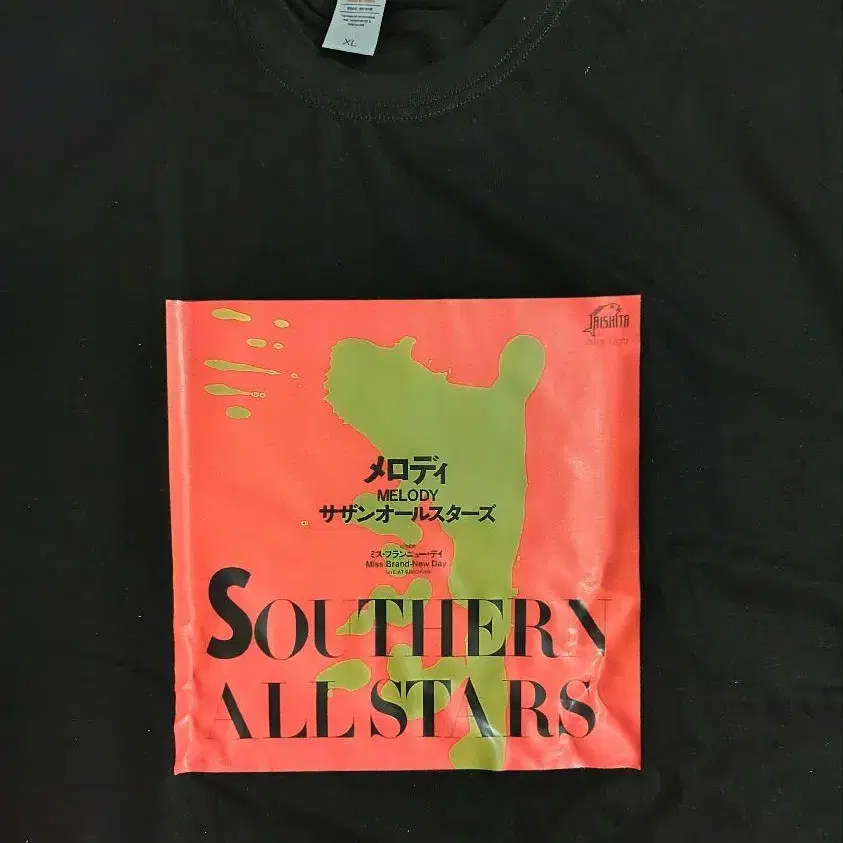 XL
TAISHITA
メロディ
MELODY
サザンオールスターズ
ミス・ブランニュー・デイ
Miss Brand-New Day
SOUTHERN
ALL STARS